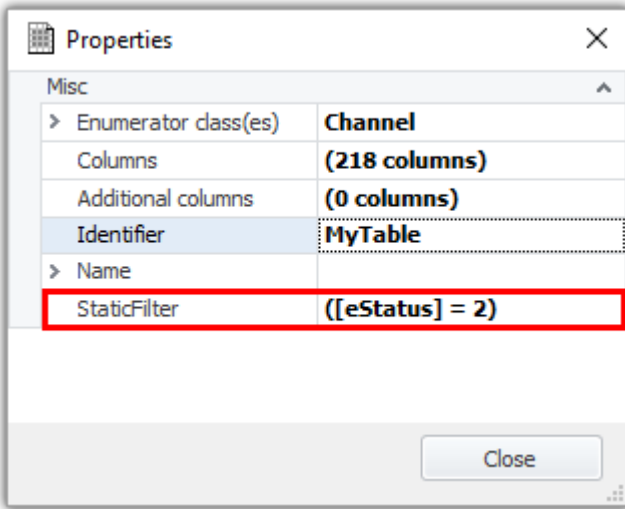 Properties
Misc
Enumerator class(es) Channel
Columns (218 columns)
Additional columns (0 columns)
Identifier MyTable
Name
StaticFilter ([eStatus] = 2)
Close